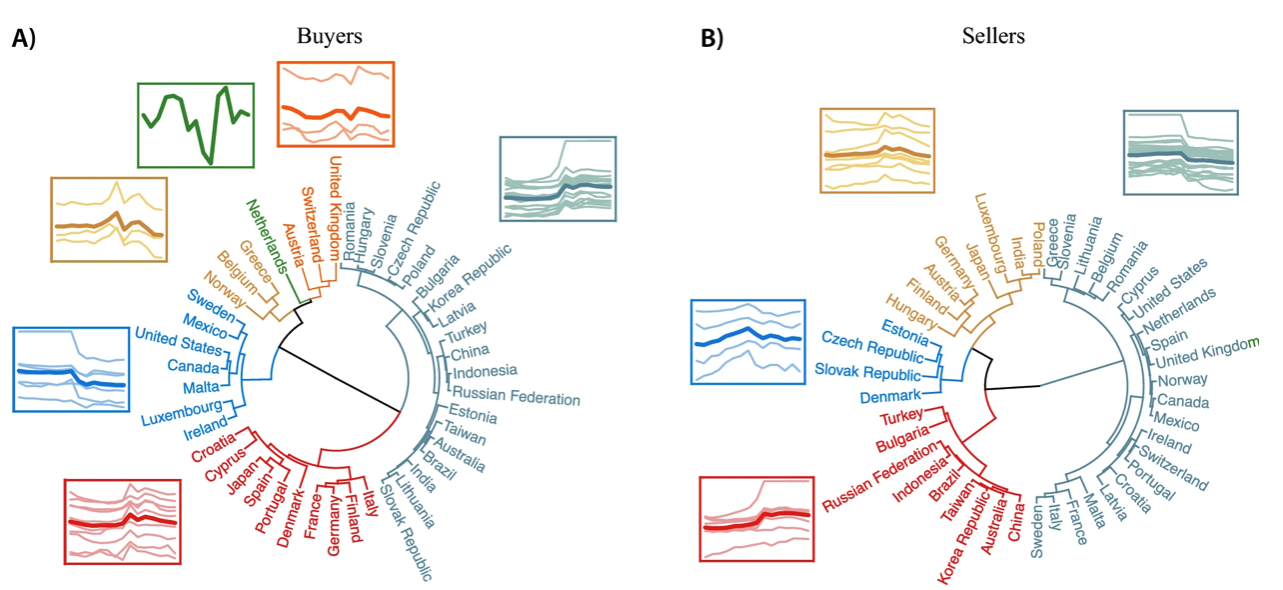 A)
Buyers
United Kingdom
Switzerland
Austria
Netherlands
Greece
Belgium
Norway
Sweden
Mexico
United States
Canada
Malta
Luxembourg
Ireland
Croatia
Cyprus
Japan
Spain
Portugal
Denmark
France
Germany
Finland
Italy
Slovak Republic
Lithuania
India
Brazil
Australia
Taiwan
Estonia
Russian Federation
Indonesia
China
Turkey
Latvia
Korea Republic
Bulgaria
Poland
Czech Republic
Slovenia
Hungary
Romania
B)
Sellers
Poland
India
Luxembourg
Japan
Germany
Austria
Finland
Hungary
Estonia
Czech Republic
Slovak Republic
Denmark
Turkey
Bulgaria
Russian Federation
Indonesia
Brazil
Taiwan
Korea Republic
Australia
China
Sweden
Italy
France
Malta
Latvia
Croatia
Portugal
Switzerland
Ireland
Mexico
Canada
Norway
United Kingdom
Spain
Netherlands
United States
Cyprus
Romania
Belgium
Lithuania
Slovenia
Greece